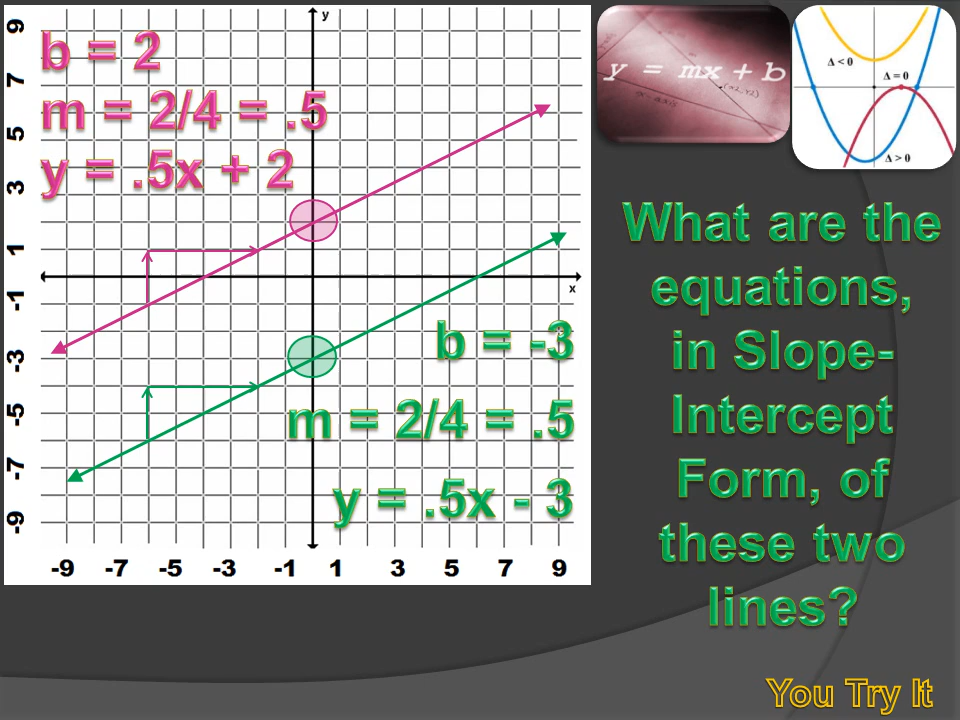 y
9
7
5
3
1
-1
-3
-5
-7
-9
b = 2
m = 2/4 = .5
y = .5x + 2
x
b = -3
m = 2/4 = .5
y = .5x - 3
-9 -7 -5 -3 -1 1 3 5 7 9
y = mx + b
Δ < 0
Δ = 0
Δ > 0
What are the
equations,
in Slope-
Intercept
Form, of
these two
lines?
You Try It